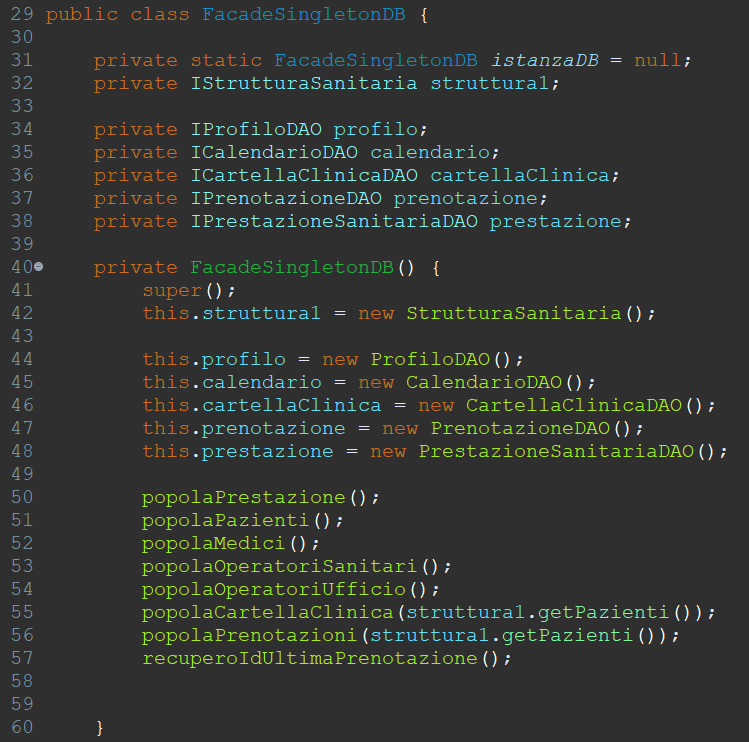 29 public class FacadeSingletonDB {
30
31     private static FacadeSingletonDB istanzaDB = null;
32     private IStrutturaSanitaria struttura1;
33
34     private IProfiloDAO profilo;
35     private ICalendarioDAO calendario;
36     private ICartellaClinicaDAO cartellaClinica;
37     private IPrenotazioneDAO prenotazione;
38     private IPrestazioneSanitariaDAO prestazione;
39
40     private FacadeSingletonDB() {
41         super();
42         this.struttura1 = new StrutturaSanitaria();
43
44         this.profilo = new ProfiloDAO();
45         this.calendario = new CalendarioDAO();
46         this.cartellaClinica = new CartellaClinicaDAO();
47         this.prenotazione = new PrenotazioneDAO();
48         this.prestazione = new PrestazioneSanitariaDAO();
49
50         popolaPrestazione();
51         popolaPazienti();
52         popolaMedici();
53         popolaOperatoriSanitari();
54         popolaOperatoriUfficio();
55         popolaCartellaClinica(struttura1.getPazienti());
56         popolaPrenotazioni(struttura1.getPazienti());
57         recuperoIdUltimaPrenotazione();
58
59
60     }